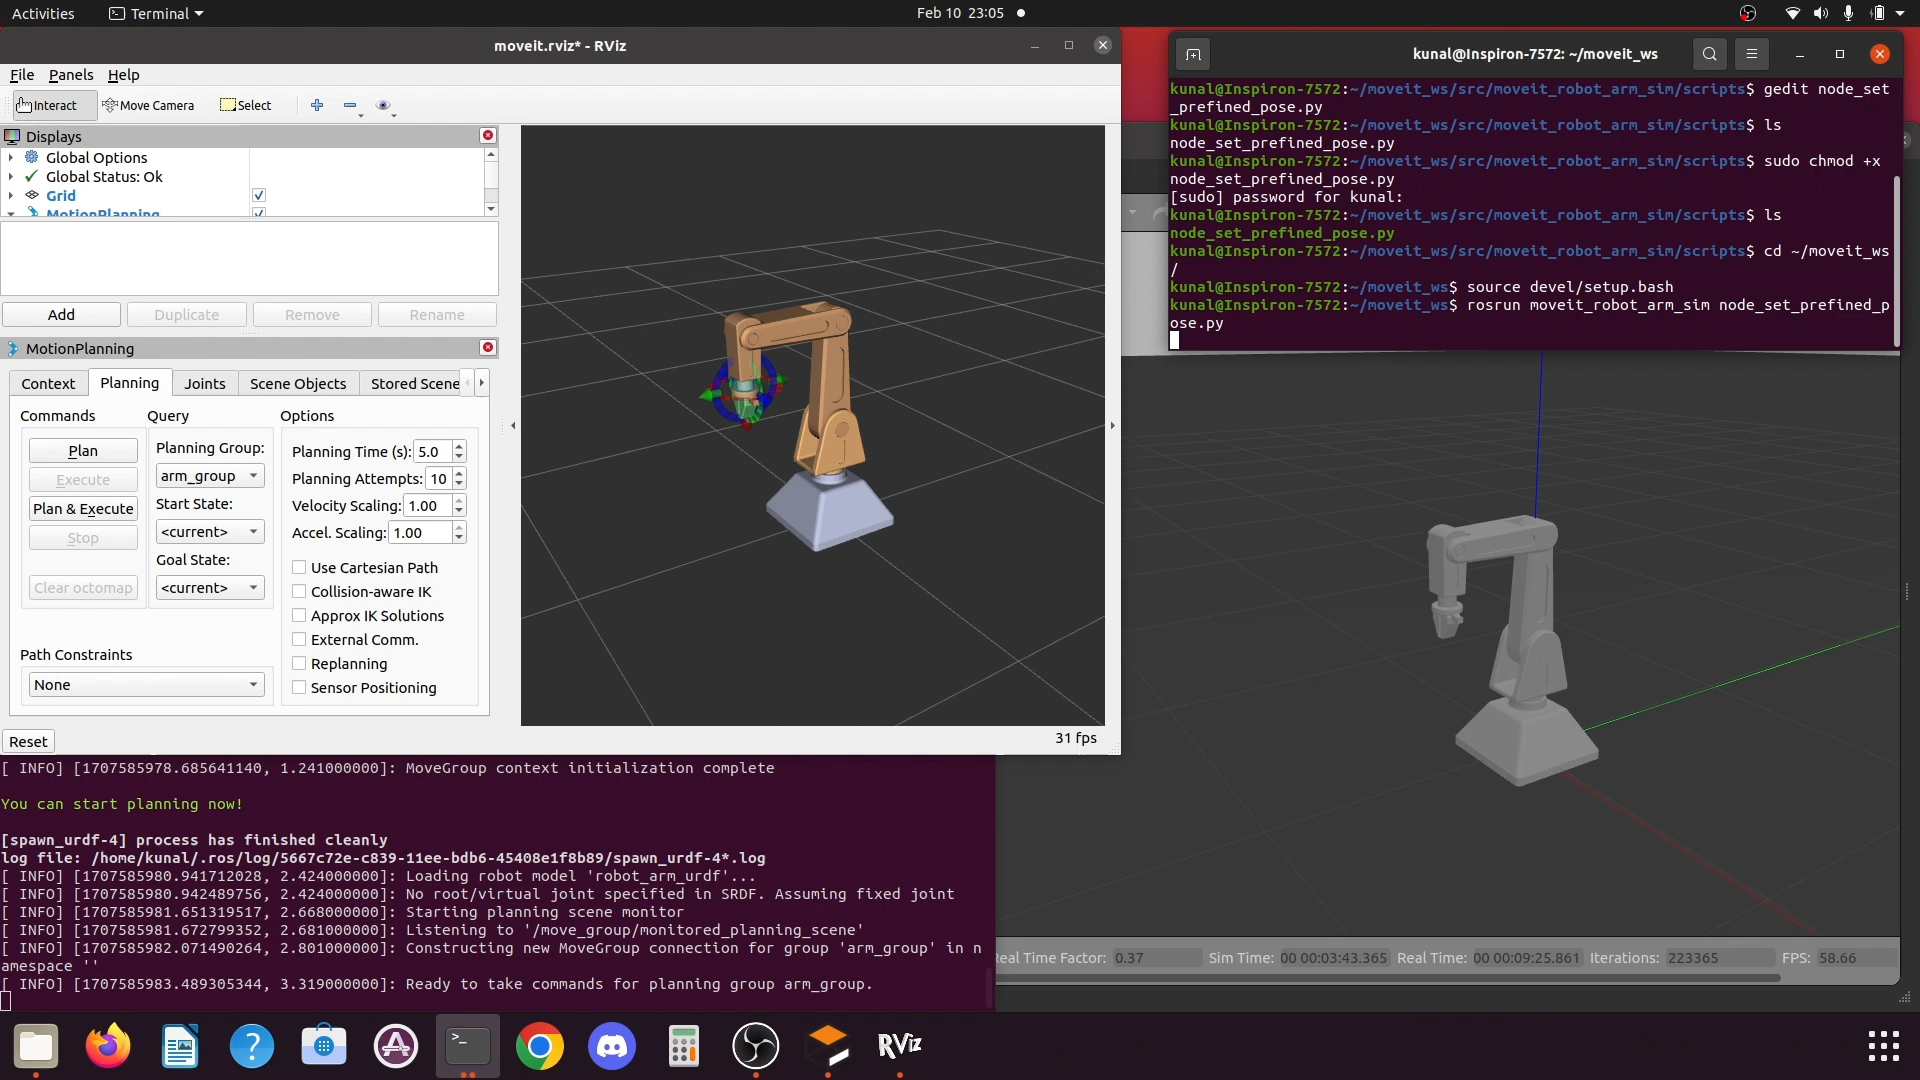 Activities
Terminal
Feb 10 23:05
moveit.rviz* - RViz
File Panels Help
Interact
Move Camera
Select
Displays
Global Options
Global Status: Ok
Grid
MotionPlanning
Add
Duplicate
Remove
Rename
MotionPlanning
Context
Planning
Joints
Scene Objects
Stored Scene
Commands
Query
Options
Plan
Execute
Plan & Execute
Stop
Clear octomap
Planning Group:
arm_group
Start State:
<current>
Goal State:
<current>
Planning Time (s): 5.0
Planning Attempts: 10
Velocity Scaling: 1.00
Accel. Scaling: 1.00
Use Cartesian Path
Collision-aware IK
Approx IK Solutions
External Comm.
Replanning
Sensor Positioning
Path Constraints
None
Reset
31 fps
kunal@Inspiron-7572: ~/moveit_ws
kunal@Inspiron-7572:~/moveit_ws/src/moveit_robot_arm_sim/scripts$ gedit node_set
_prefined_pose.py
kunal@Inspiron-7572:~/moveit_ws/src/moveit_robot_arm_sim/scripts$ ls
node_set_prefined_pose.py
kunal@Inspiron-7572:~/moveit_ws/src/moveit_robot_arm_sim/scripts$ sudo chmod +x
node_set_prefined_pose.py
[sudo] password for kunal:
kunal@Inspiron-7572:~/moveit_ws/src/moveit_robot_arm_sim/scripts$ ls
node_set_prefined_pose.py
kunal@Inspiron-7572:~/moveit_ws/src/moveit_robot_arm_sim/scripts$ cd ~/moveit_ws
/
kunal@Inspiron-7572:~/moveit_ws$ source devel/setup.bash
kunal@Inspiron-7572:~/moveit_ws$ rosrun moveit_robot_arm_sim node_set_prefined_p
ose.py
[ INFO] [1707585978.685641140, 1.241000000]: MoveGroup context initialization complete
You can start planning now!
[spawn_urdf-4] process has finished cleanly
log file: /home/kunal/.ros/log/5667c72e-c839-11ee-bdb6-45408e1f8b89/spawn_urdf-4*.log
[ INFO] [1707585980.941712028, 2.424000000]: Loading robot model 'robot_arm_urdf'...
[ INFO] [1707585980.942489756, 2.424000000]: No root/virtual joint specified in SRDF. Assuming fixed joint
[ INFO] [1707585981.651319517, 2.668000000]: Starting planning scene monitor
[ INFO] [1707585981.672799352, 2.681000000]: Listening to '/move_group/monitored_planning_scene'
[ INFO] [1707585982.071490264, 2.801000000]: Constructing new MoveGroup connection for group 'arm_group' in n
amespace ''
[ INFO] [1707585983.489305344, 3.319000000]: Ready to take commands for planning group arm_group.
Real Time Factor: 0.37 Sim Time: 00 00:03:43.365 Real Time: 00 00:09:25.861 Iterations: 223365 FPS: 58.66
RViz